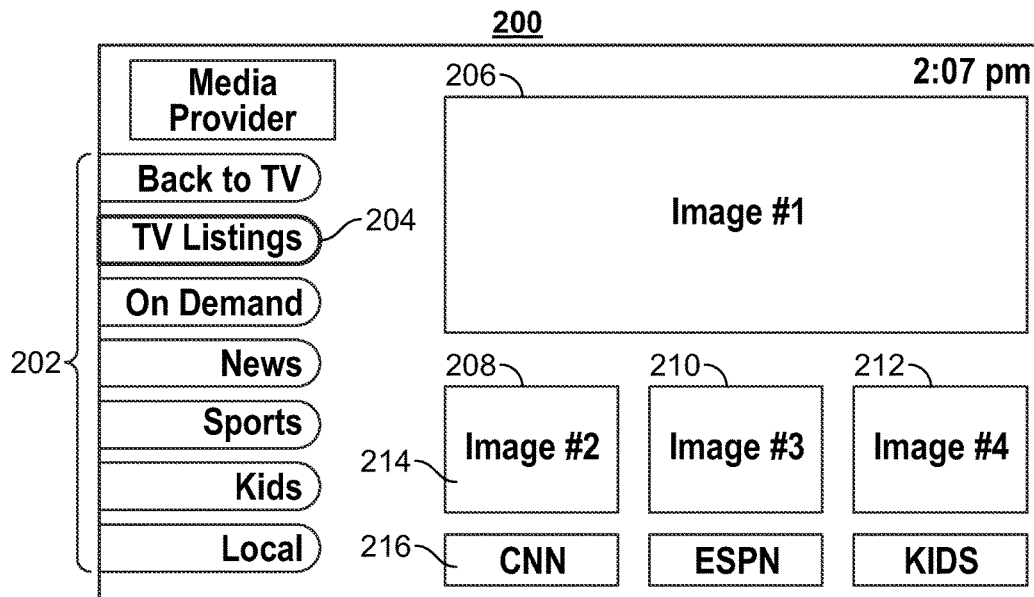 200
Media
Provider
2:07 pm
206
Image #1
Back to TV
TV Listings
204
On Demand
News
Sports
Kids
Local
202
208
210
212
Image #2
Image #3
Image #4
214
216
CNN
ESPN
KIDS